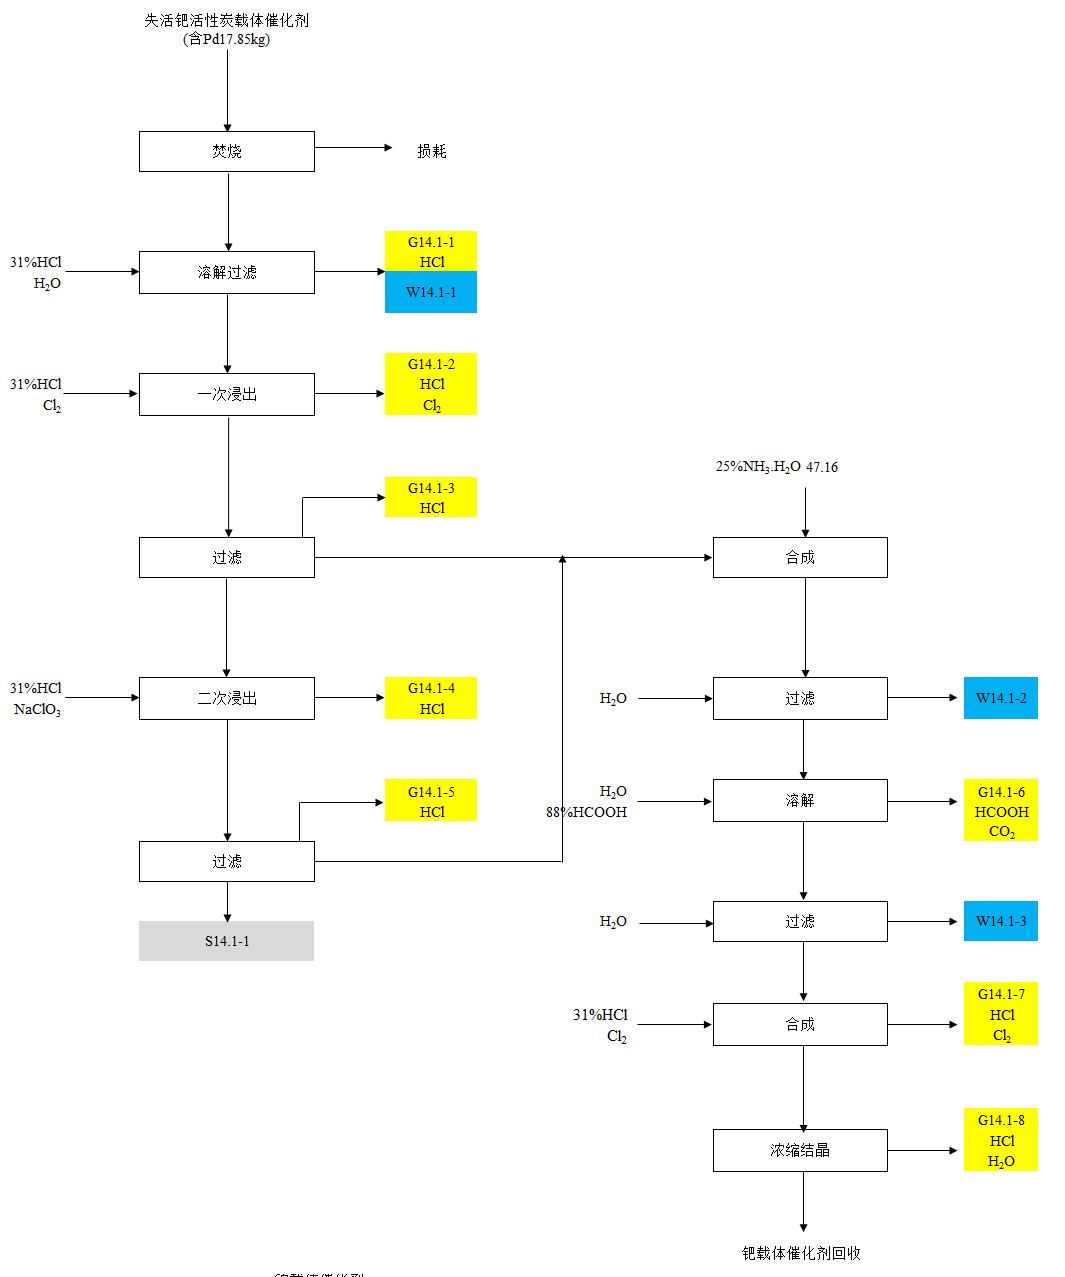 失活钯活性炭载体催化剂
(含Pd17.85kg)
焚烧
损耗
31%HCl
H₂O
溶解过滤
G14.1-1
HCl
W14.1-1
31%HCl
Cl₂
一次浸出
G14.1-2
HCl
Cl₂
G14.1-3
HCl
过滤
31%HCl
NaClO₃
二次浸出
G14.1-4
HCl
G14.1-5
HCl
过滤
S14.1-1
25%NH₃.H₂O 47.16
合成
H₂O
过滤
W14.1-2
H₂O
88%HCOOH
溶解
G14.1-6
HCOOH
CO₂
H₂O
过滤
W14.1-3
31%HCl
Cl₂
合成
G14.1-7
HCl
Cl₂
浓缩结晶
G14.1-8
HCl
H₂O
钯载体催化剂回收